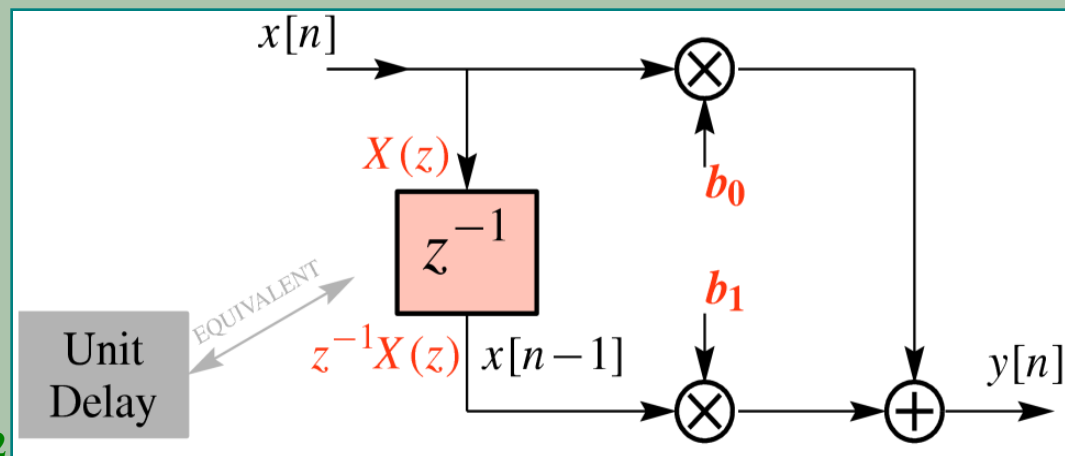 x[n]
X(z)
b₀
z⁻¹
EQUIVALENT
b₁
Unit
Delay
z⁻¹X(z)
x[n−1]
y[n]